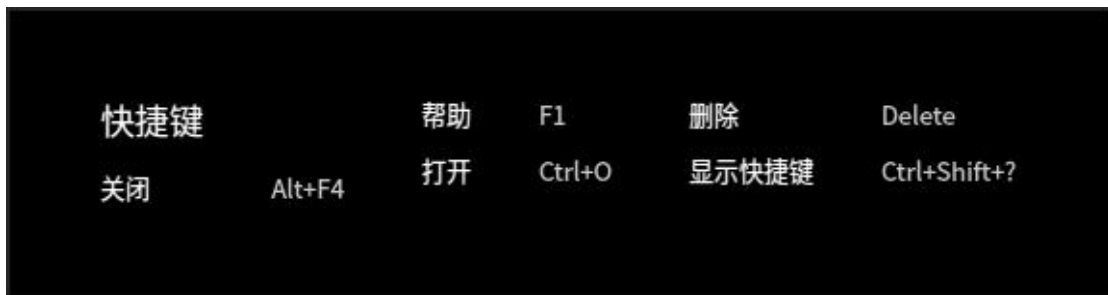 快捷键
关闭 Alt+F4
帮助 F1
打开 Ctrl+O
删除 Delete
显示快捷键 Ctrl+Shift+?